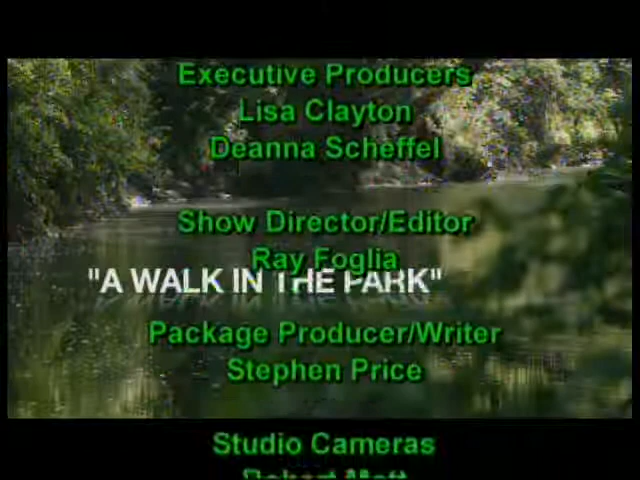 Executive Producers
Lisa Clayton
Deanna Scheffel
Show Director/Editor
Ray Foglia
"A WALK IN THE PARK"
Package Producer/Writer
Stephen Price
Studio Cameras
Robert